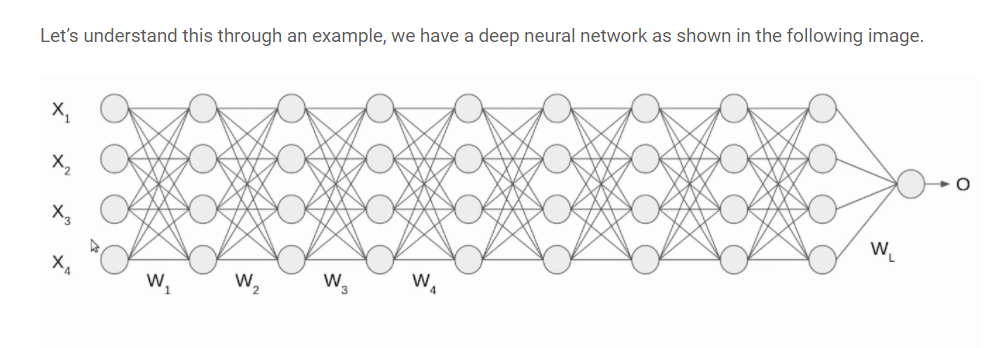 Let's understand this through an example, we have a deep neural network as shown in the following image.
X₁
X₂
X₃
X₄
O
W₁ W₂ W₃ W₄
W_L